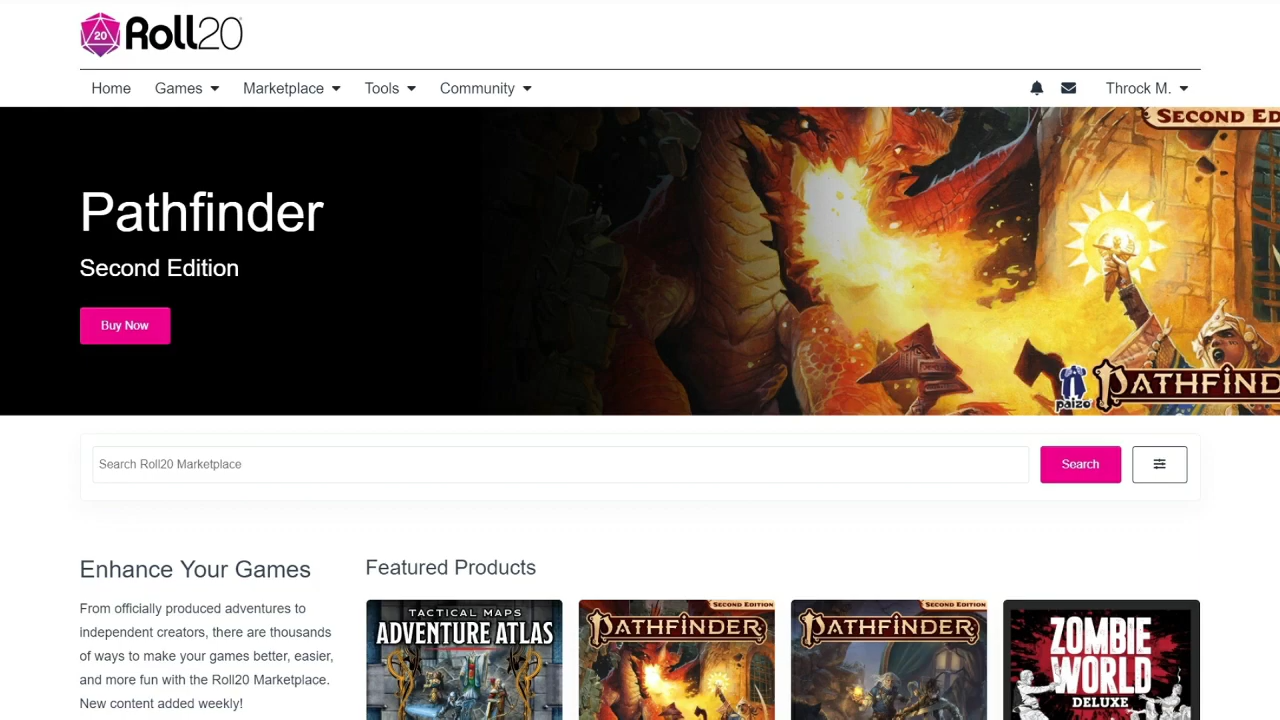 20 Roll20
Home Games Marketplace Tools Community Throck M.
SECOND ED
Pathfinder
Second Edition
Buy Now
paizo PATHFIND
Search Roll20 Marketplace Search
Enhance Your Games
Featured Products
From officially produced adventures to
independent creators, there are thousands
of ways to make your games better, easier,
and more fun with the Roll20 Marketplace.
New content added weekly!
TACTICAL MAPS
ADVENTURE ATLAS
SECOND EDITION
PATHFINDER
SECOND EDITION
PATHFINDER
ZOMBIE
WORLD
DELUXE